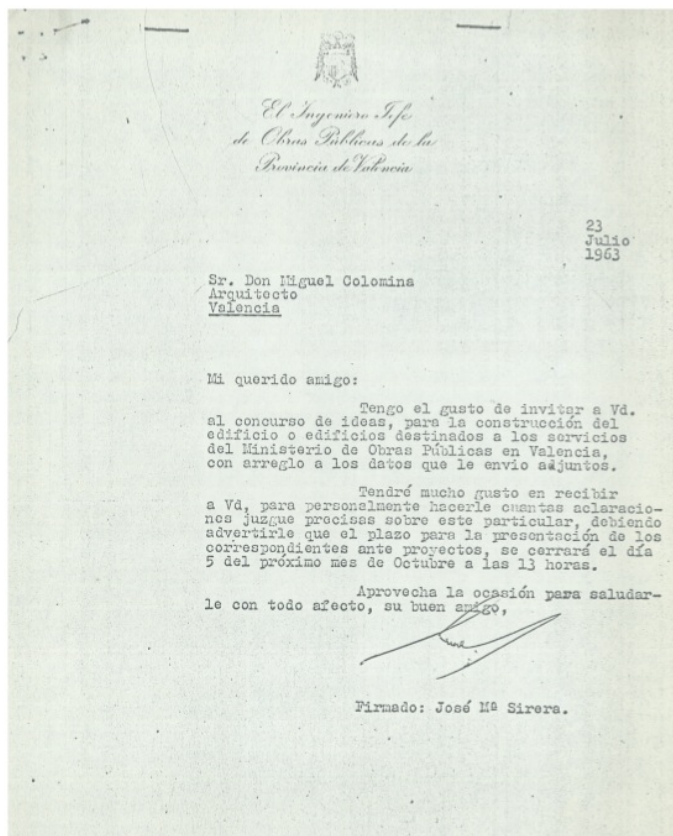 El Ingeniero Jefe
de Obras Públicas de la
Provincia de Valencia
23
Julio
1963
Sr. Don Miguel Colomina
Arquitecto
Valencia
Mi querido amigo:
Tengo el gusto de invitar a Vd.
al concurso de ideas, para la construcción del
edificio o edificios destinados a los servicios
del Ministerio de Obras Públicas en Valencia,
con arreglo a los datos que le envio adjuntos.
Tendré mucho gusto en recibir
a Vd, para personalmente hacerle cuantas aclaracio-
nes juzgue precisas sobre este particular, debiendo
advertirle que el plazo para la presentación de los
correspondientes ante proyectos, se cerrará el día
5 del próximo mes de Octubre a las 13 horas.
Aprovecha la ocasión para saludar-
le con todo afecto, su buen amigo,
Firmado: José Mª Sirera.